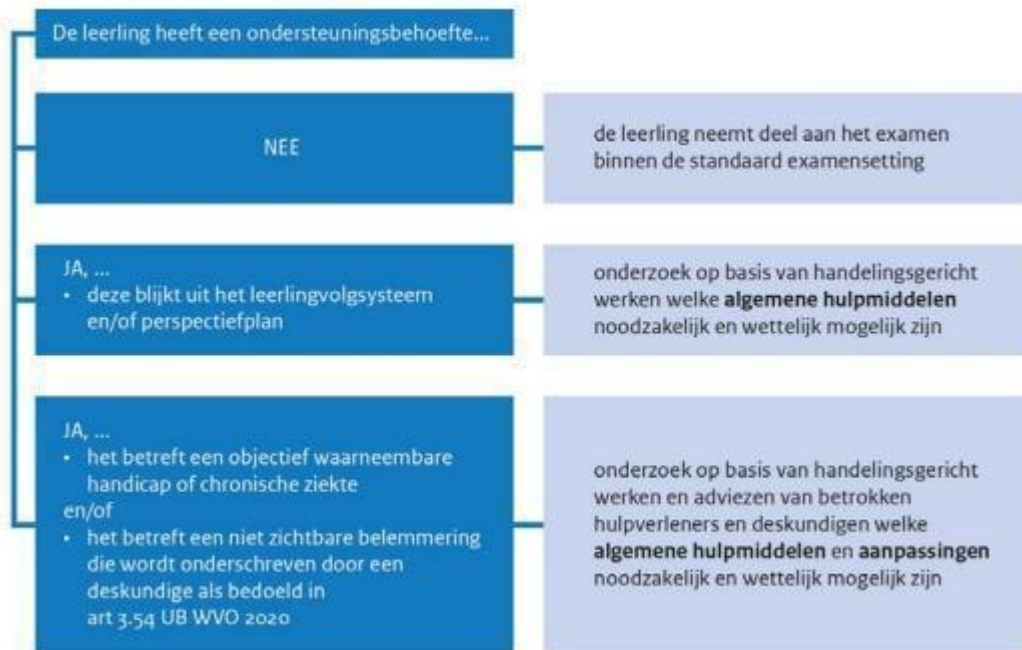 De leerling heeft een ondersteuningsbehoefte...
NEE
de leerling neemt deel aan het examen
binnen de standaard examensetting
JA, ...
• deze blijkt uit het leerlingvolgsysteem
en/of perspectiefplan
onderzoek op basis van handelingsgericht
werken welke algemene hulpmiddelen
noodzakelijk en wettelijk mogelijk zijn
JA, ...
• het betreft een objectief waarneembare
handicap of chronische ziekte
en/of
• het betreft een niet zichtbare belemmering
die wordt onderschreven door een
deskundige als bedoeld in
art 3.54 UB WVO 2020
onderzoek op basis van handelingsgericht
werken en adviezen van betrokken
hulpverleners en deskundigen welke
algemene hulpmiddelen en aanpassingen
noodzakelijk en wettelijk mogelijk zijn